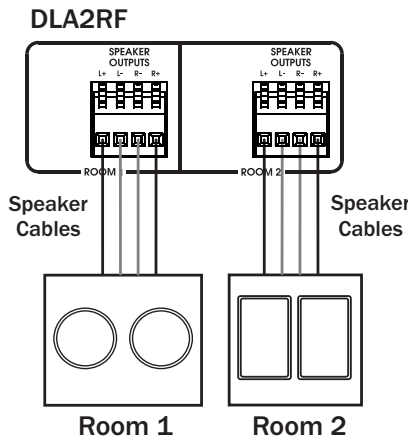 DLA2RF
SPEAKER
OUTPUTS
L+ L- R- R+
SPEAKER
OUTPUTS
L+ L- R- R+
ROOM 1
ROOM 2
Speaker
Cables
Speaker
Cables
Room 1
Room 2